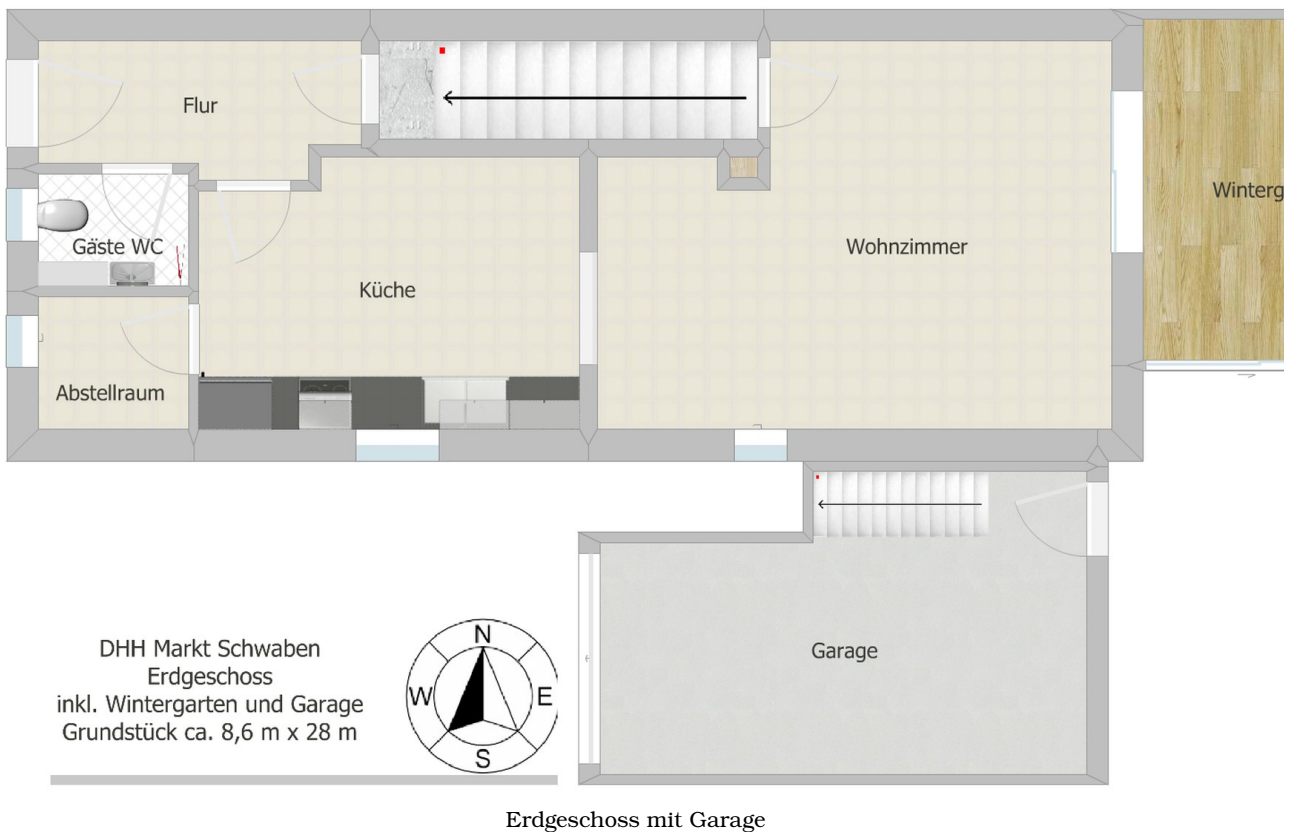 Flur
Winterg
Gäste WC
Wohnzimmer
Küche
Abstellraum
Garage
DHH Markt Schwaben
Erdgeschoss
inkl. Wintergarten und Garage
Grundstück ca. 8,6 m x 28 m
N
W
E
S
Erdgeschoss mit Garage